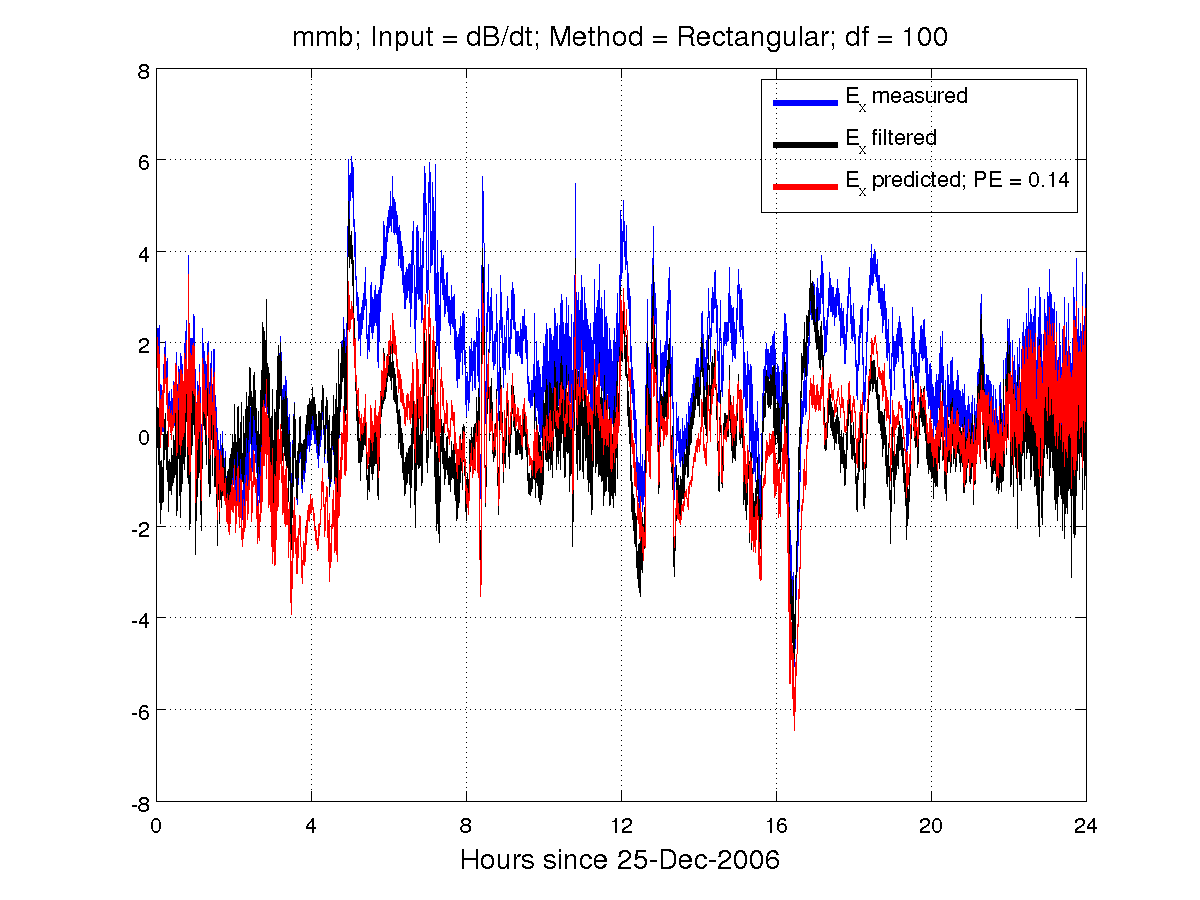 mmb; Input = dB/dt; Method = Rectangular; df = 100
8
6
4
2
0
-2
-4
-6
-8
Ex measured
Ex filtered
Ex predicted; PE = 0.14
0 4 8 12 16 20 24
Hours since 25-Dec-2006